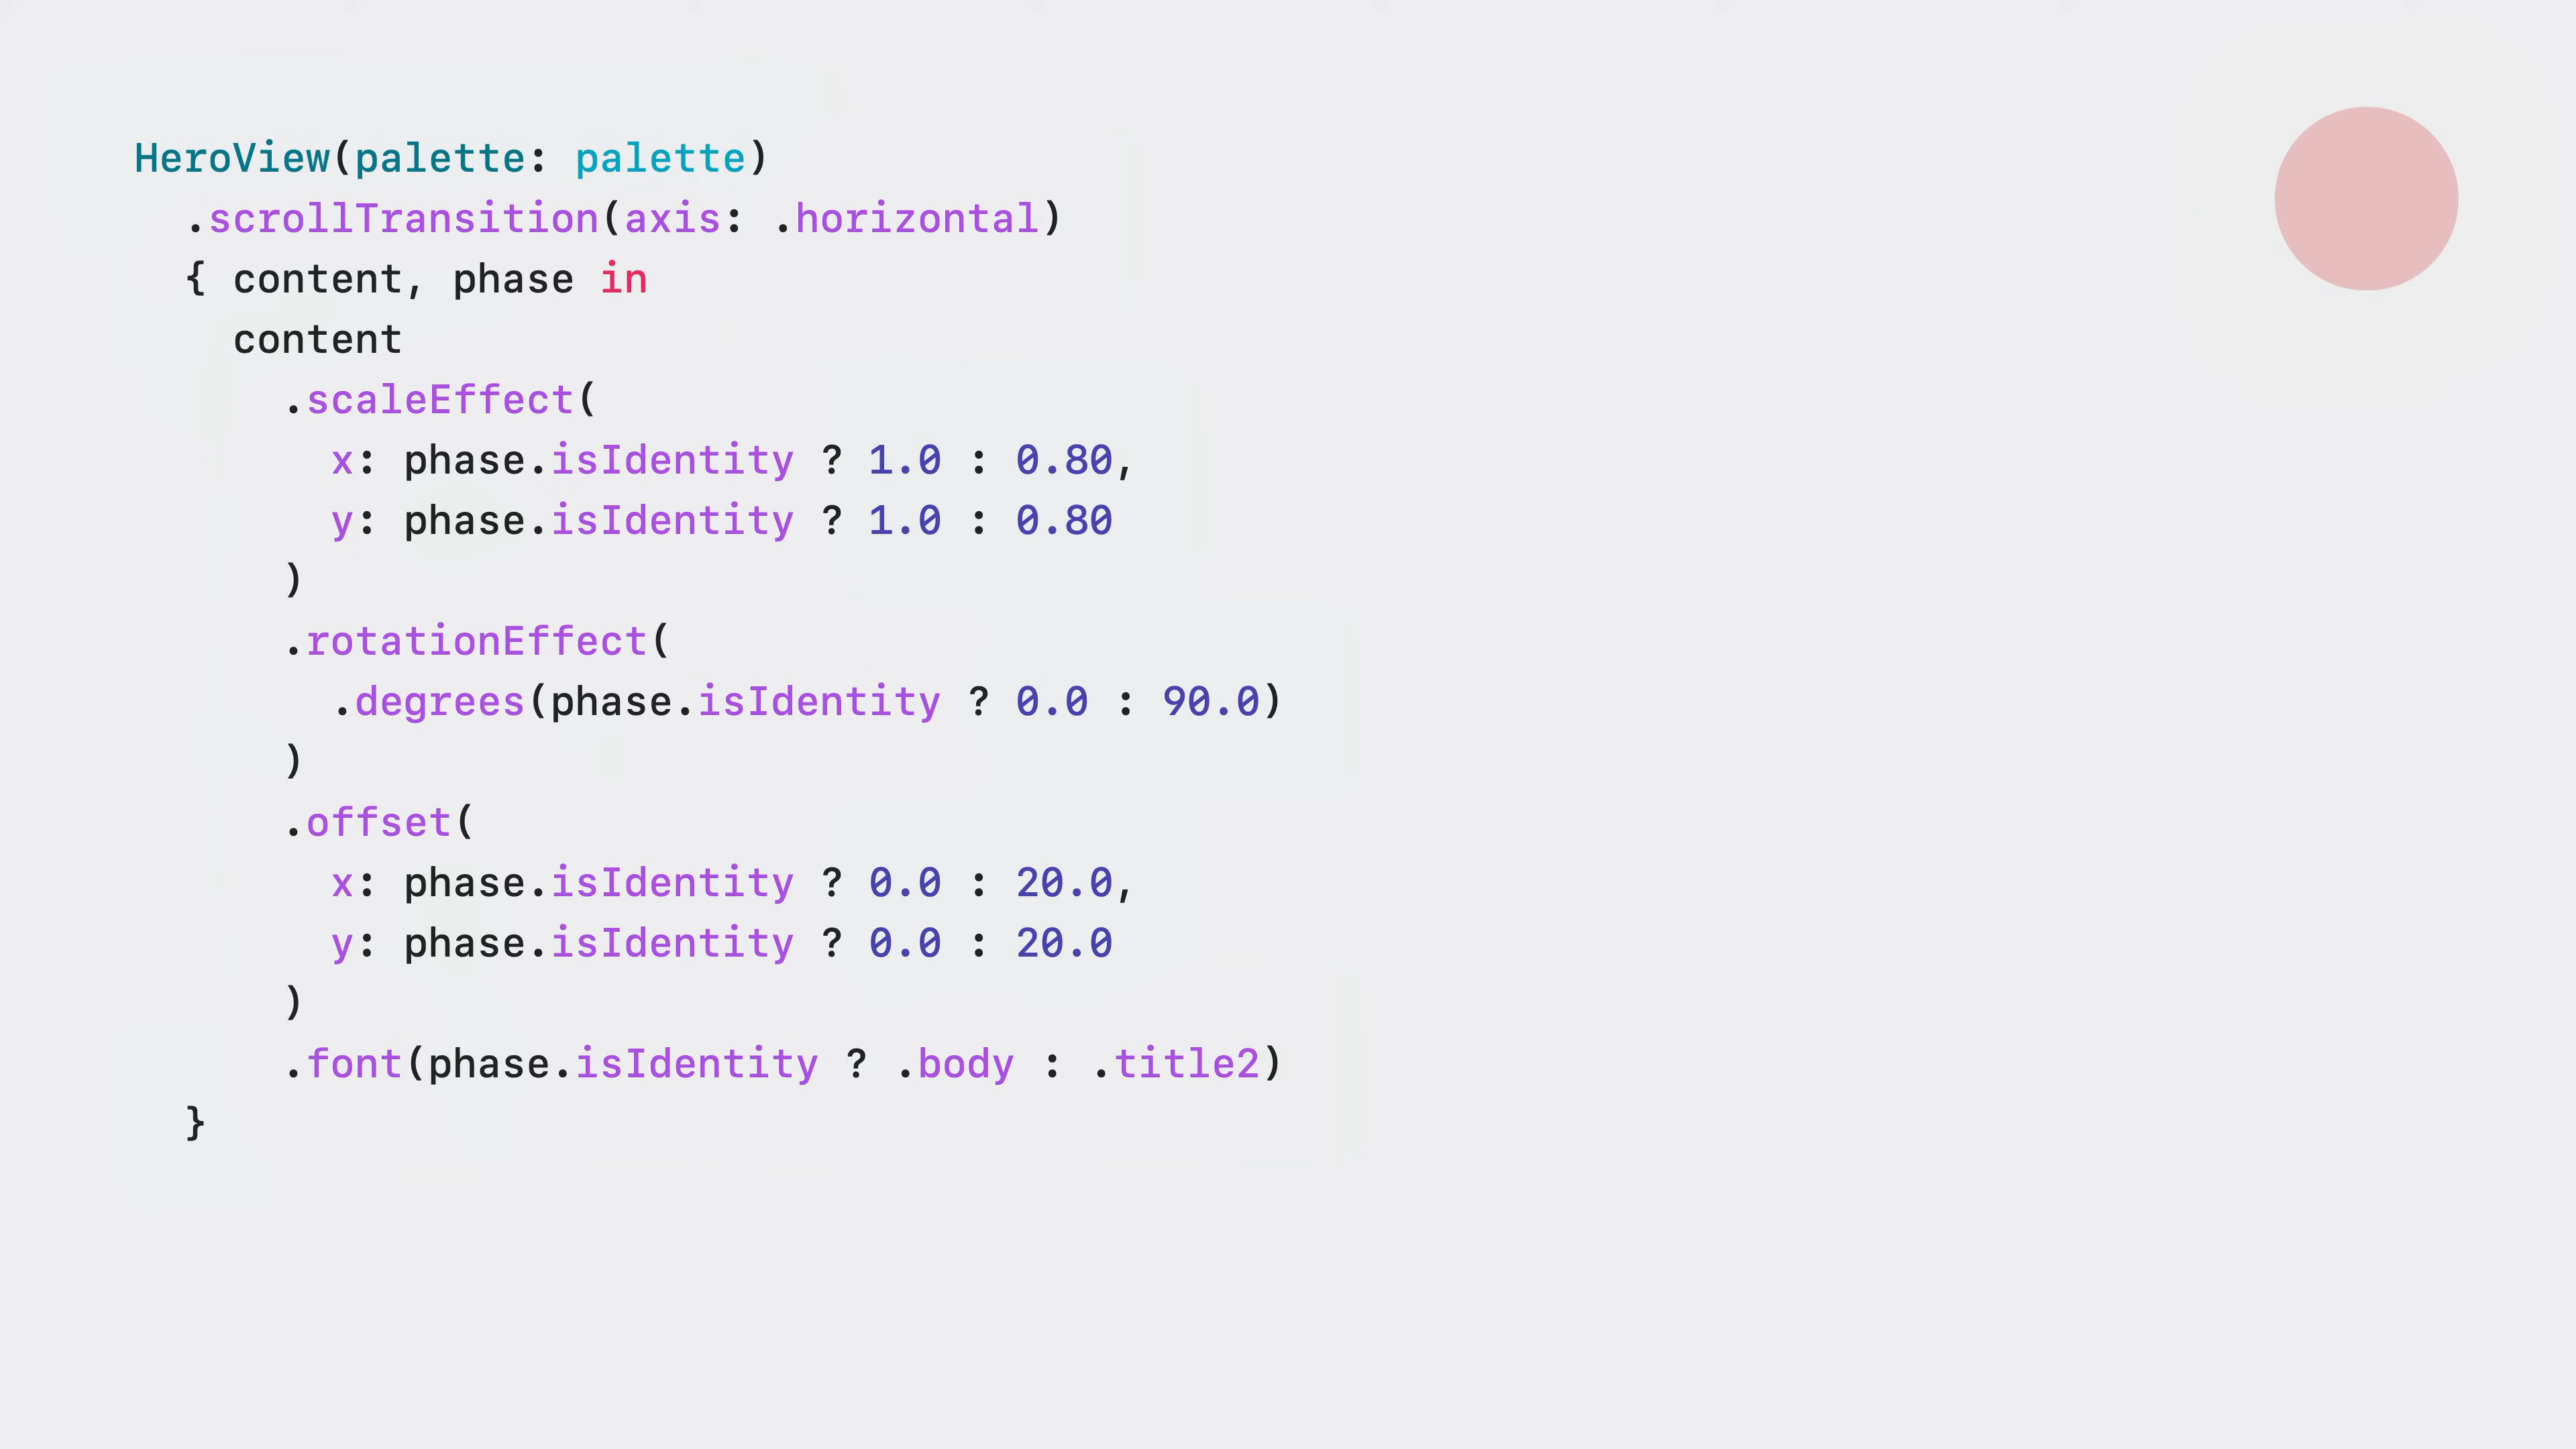 HeroView(palette: palette)
  .scrollTransition(axis: .horizontal)
  { content, phase in
    content
      .scaleEffect(
        x: phase.isIdentity ? 1.0 : 0.80,
        y: phase.isIdentity ? 1.0 : 0.80
      )
      .rotationEffect(
        .degrees(phase.isIdentity ? 0.0 : 90.0)
      )
      .offset(
        x: phase.isIdentity ? 0.0 : 20.0,
        y: phase.isIdentity ? 0.0 : 20.0
      )
      .font(phase.isIdentity ? .body : .title2)
  }